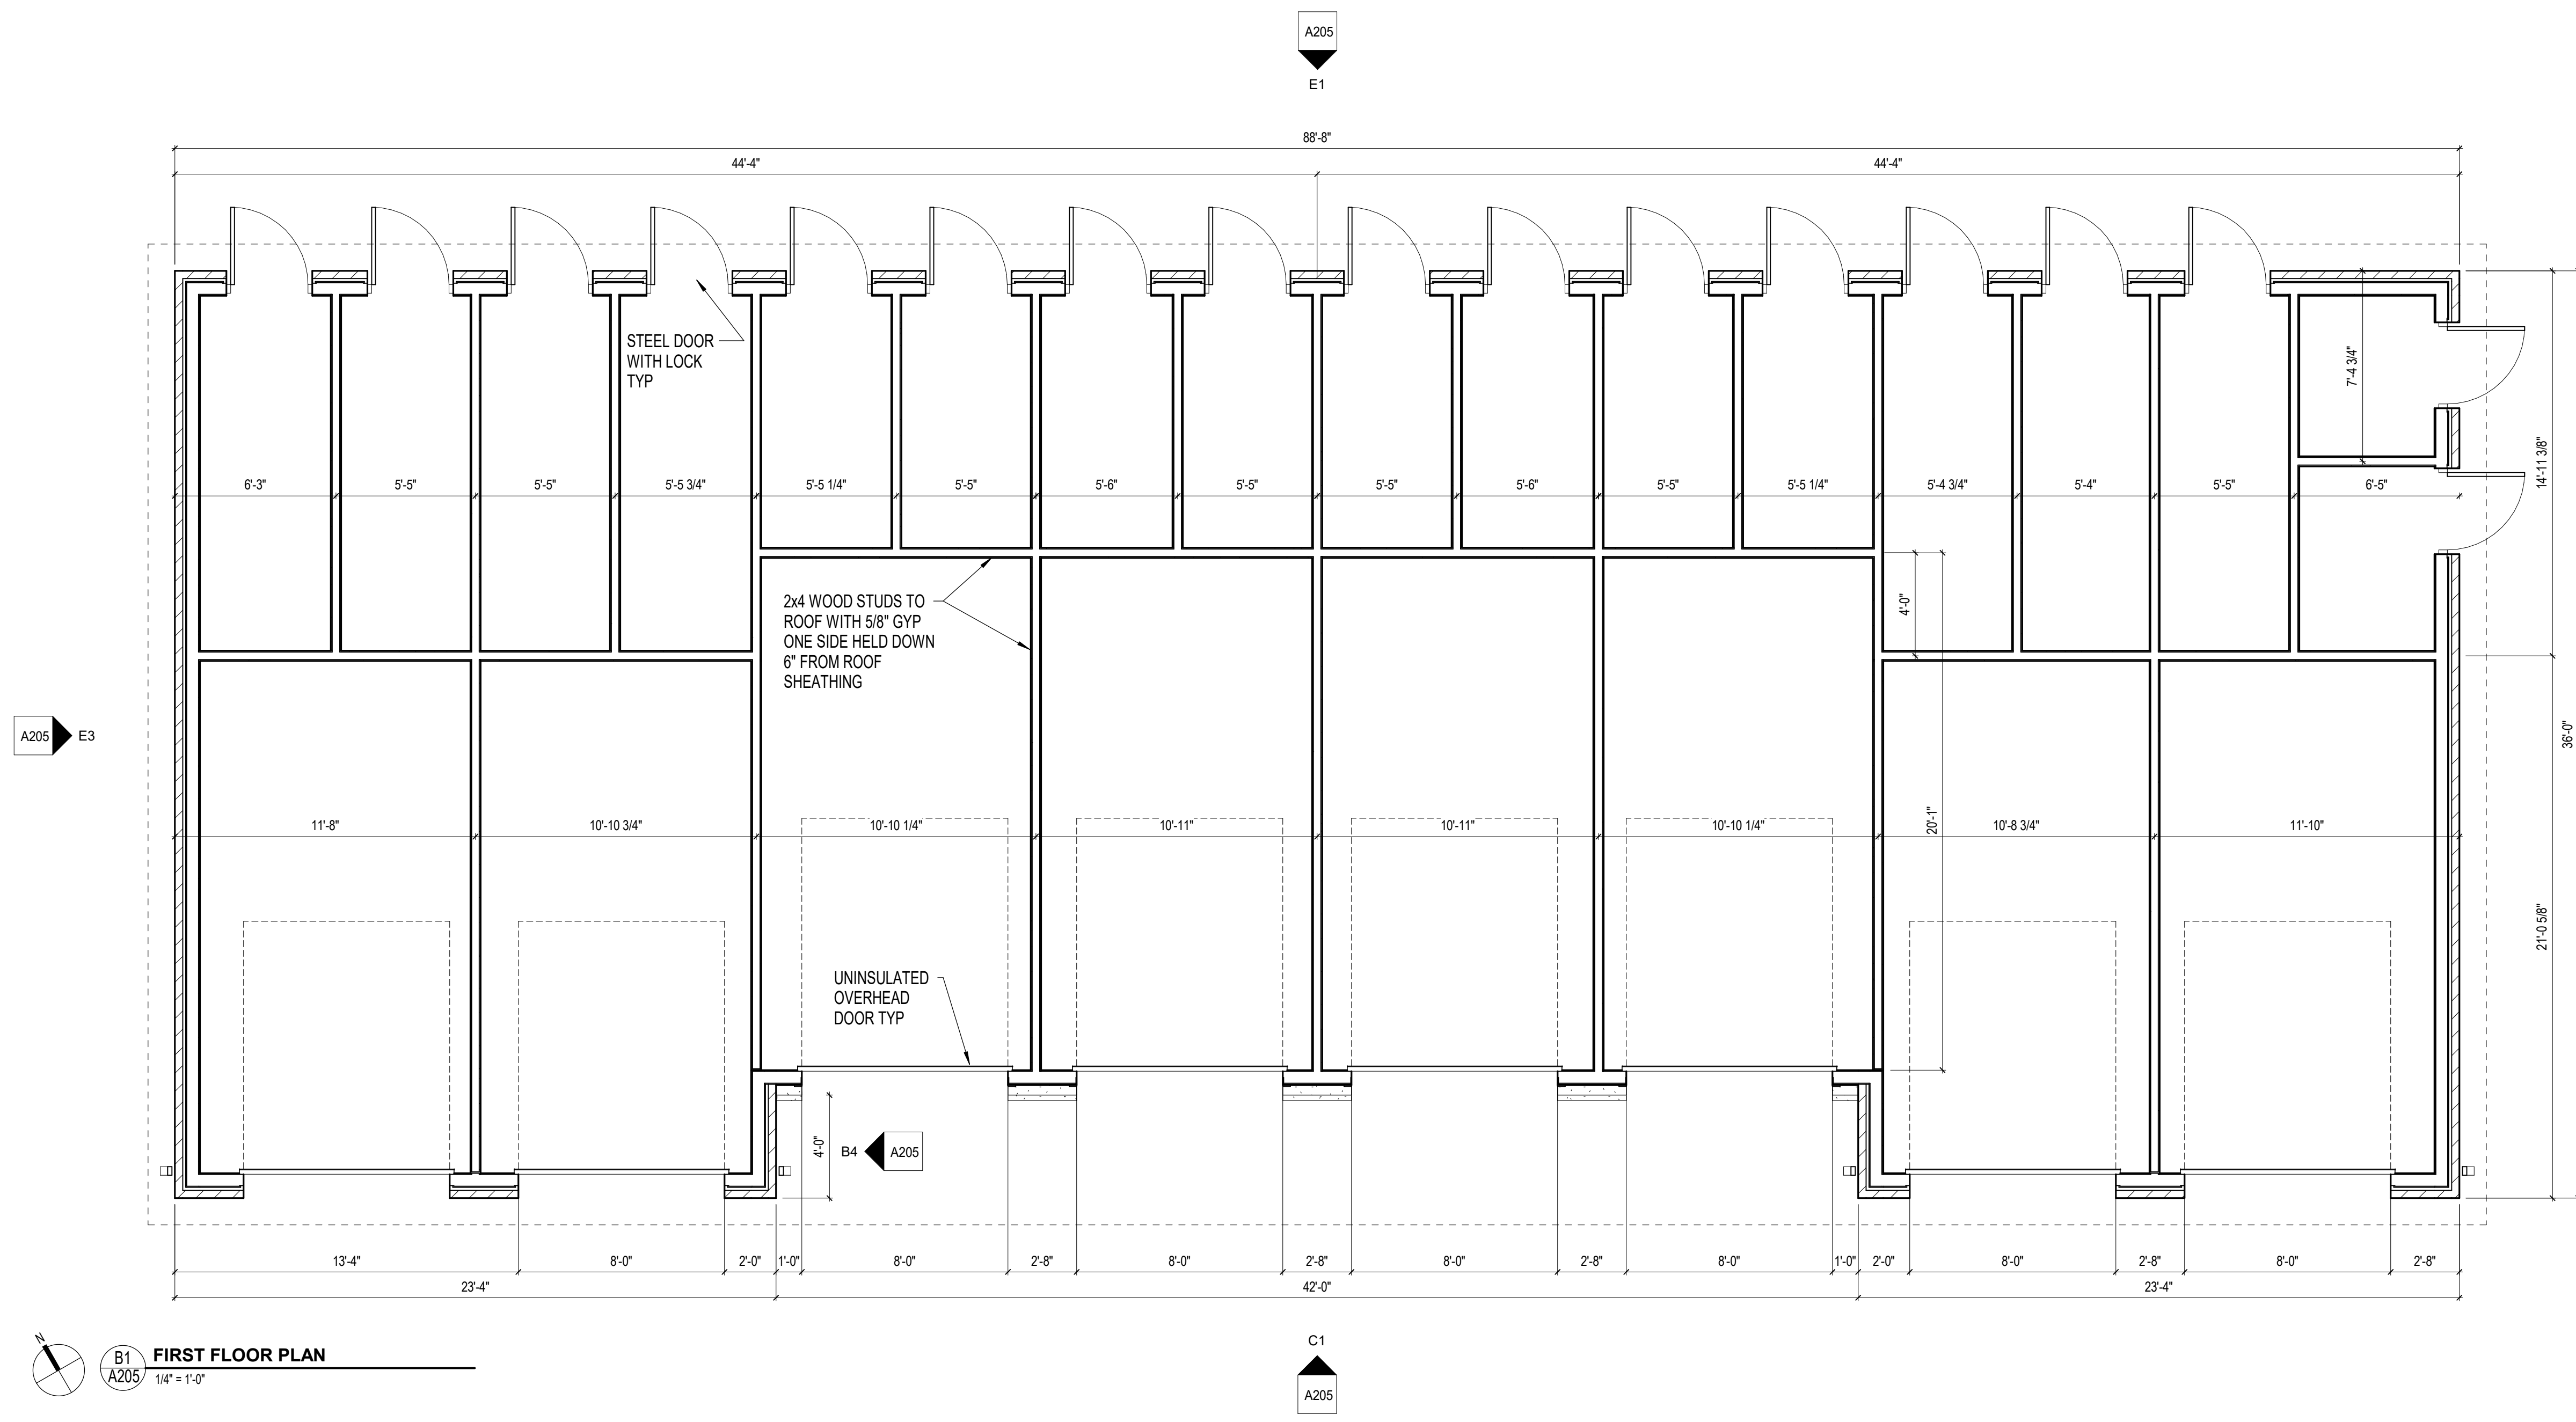 A205
E1
88'-8"
44'-4"
44'-4"
STEEL DOOR
WITH LOCK
TYP
7'-4 3/4"
14'-11 3/8"
6'-3"
5'-5"
5'-5"
5'-5 3/4"
5'-5 1/4"
5'-5"
5'-6"
5'-5"
5'-5"
5'-6"
5'-5"
5'-5 1/4"
5'-4 3/4"
5'-4"
5'-5"
6'-5"
2x4 WOOD STUDS TO
ROOF WITH 5/8" GYP
ONE SIDE HELD DOWN
6" FROM ROOF
SHEATHING
4'-0"
A205
E3
36'-0"
11'-8"
10'-10 3/4"
10'-10 1/4"
10'-11"
10'-11"
10'-10 1/4"
20'-1"
10'-8 3/4"
11'-10"
21'-0 5/8"
UNINSULATED
OVERHEAD
DOOR TYP
4'-0"
B4
A205
13'-4"
8'-0"
2'-0"
1'-0"
8'-0"
2'-8"
8'-0"
2'-8"
8'-0"
2'-8"
8'-0"
1'-0"
2'-0"
8'-0"
2'-8"
8'-0"
2'-8"
23'-4"
42'-0"
23'-4"
N
B1
A205
FIRST FLOOR PLAN
1/4" = 1'-0"
C1
A205